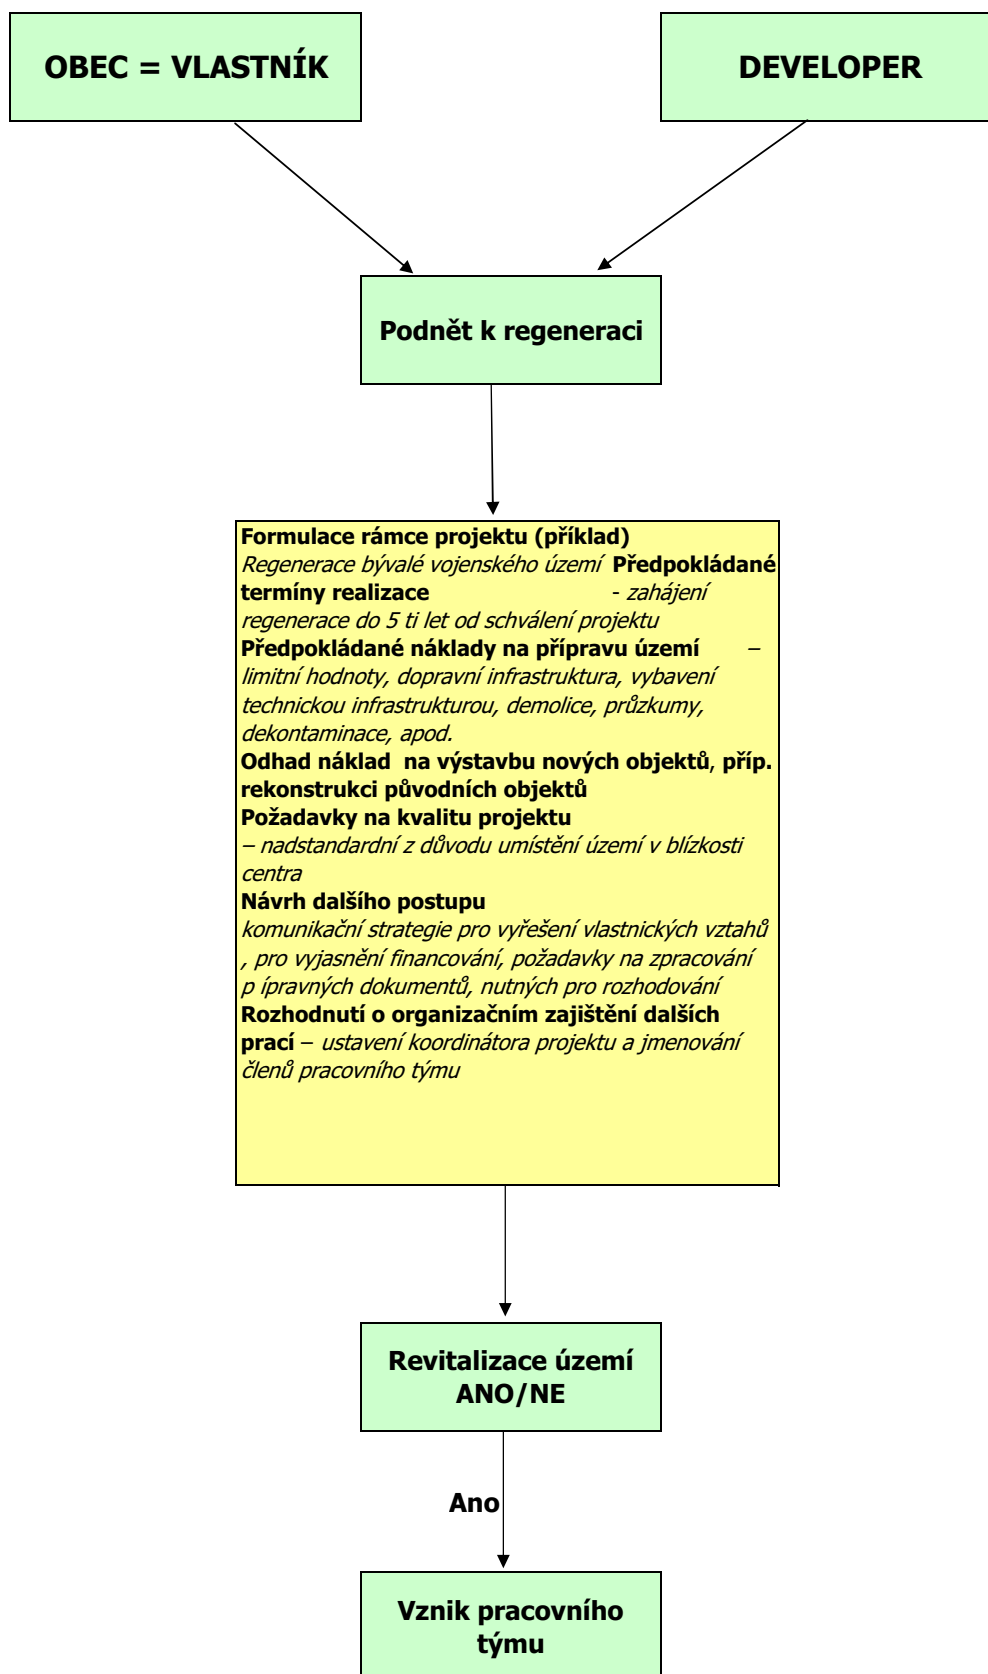 OBEC = VLASTNÍK
DEVELOPER
Podnět k regeneraci
Formulace rámce projektu (příklad)
Regenerace bývalé vojenského území Předpokládané
termíny realizace - zahájení
regenerace do 5 ti let od schválení projektu
Předpokládané náklady na přípravu území –
limitní hodnoty, dopravní infrastruktura, vybavení
technickou infrastrukturou, demolice, průzkumy,
dekontaminace, apod.
Odhad náklad na výstavbu nových objektů, příp.
rekonstrukci původních objektů
Požadavky na kvalitu projektu
– nadstandardní z důvodu umístění území v blízkosti
centra
Návrh dalšího postupu
komunikační strategie pro vyřešení vlastnických vztahů
, pro vyjasnění financování, požadavky na zpracování
p ípravných dokumentů, nutných pro rozhodování
Rozhodnutí o organizačním zajištění dalších
prací – ustavení koordinátora projektu a jmenování
členů pracovního týmu
Revitalizace území
ANO/NE
Ano
Vznik pracovního
týmu